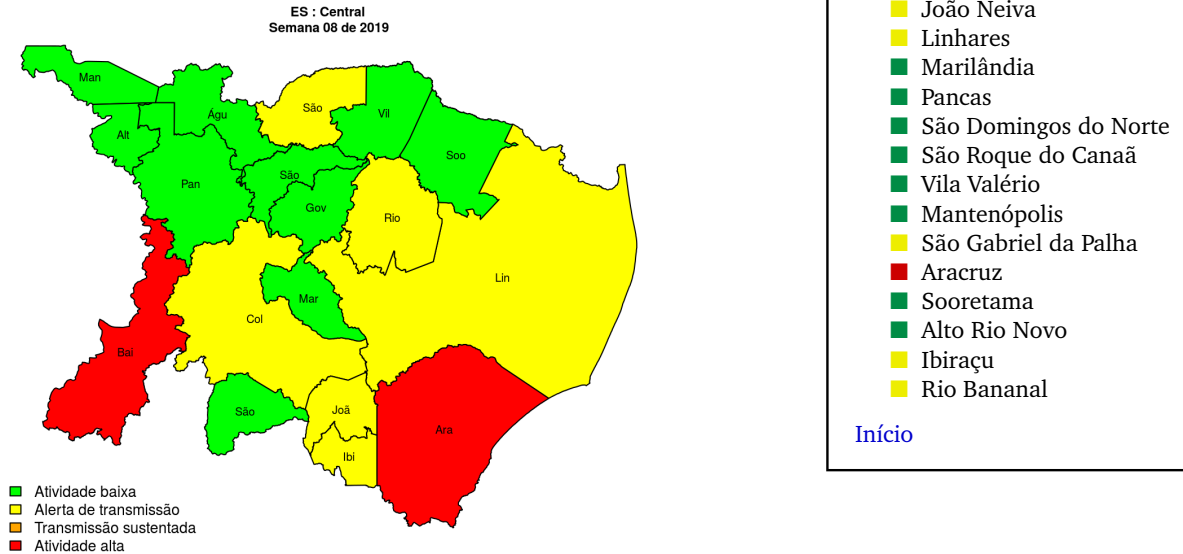 ES : Central
Semana 08 de 2019
Man
Águ
São
Vil
Alt
Soo
São
Pan
Gov
Rio
Lin
Mar
Col
Bai
São
Joã
Ara
Ibi
Atividade baixa
Alerta de transmissão
Transmissão sustentada
Atividade alta
João Neiva
Linhares
Marilândia
Pancas
São Domingos do Norte
São Roque do Canaã
Vila Valério
Mantenópolis
São Gabriel da Palha
Aracruz
Sooretama
Alto Rio Novo
Ibiraçu
Rio Bananal
Início